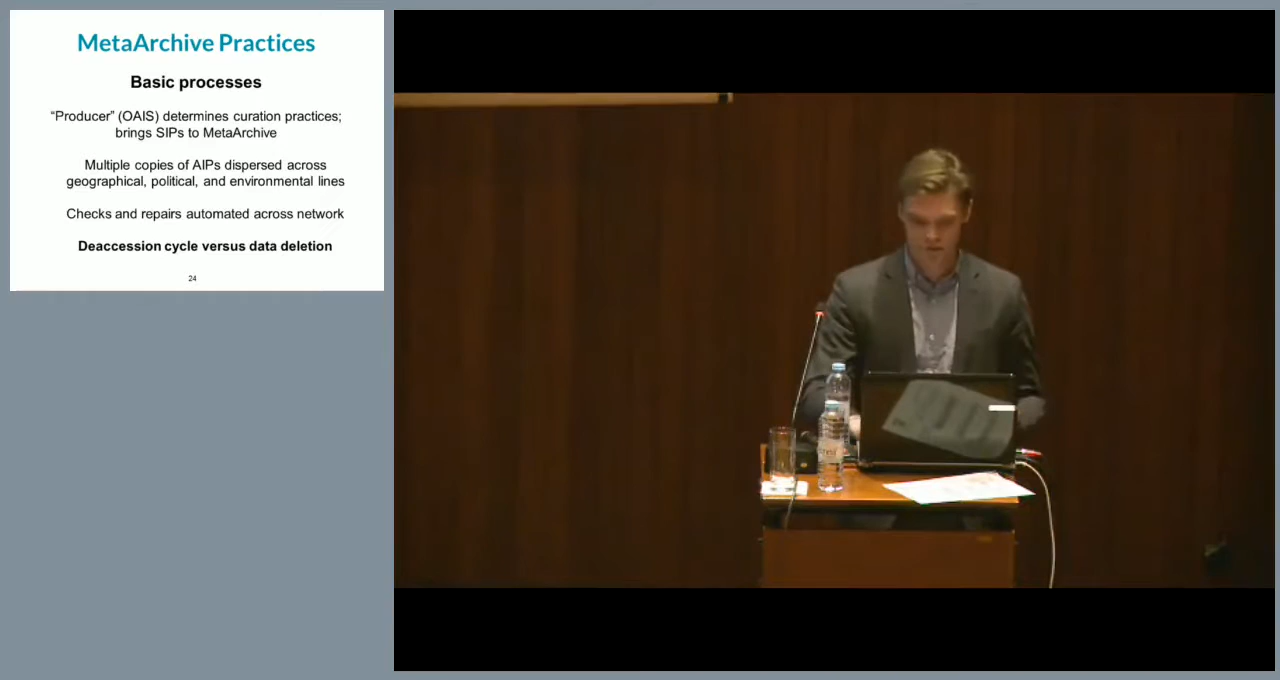 MetaArchive Practices
Basic processes
“Producer” (OAIS) determines curation practices;
brings SIPs to MetaArchive
Multiple copies of AIPs dispersed across
geographical, political, and environmental lines
Checks and repairs automated across network
Deaccession cycle versus data deletion
24